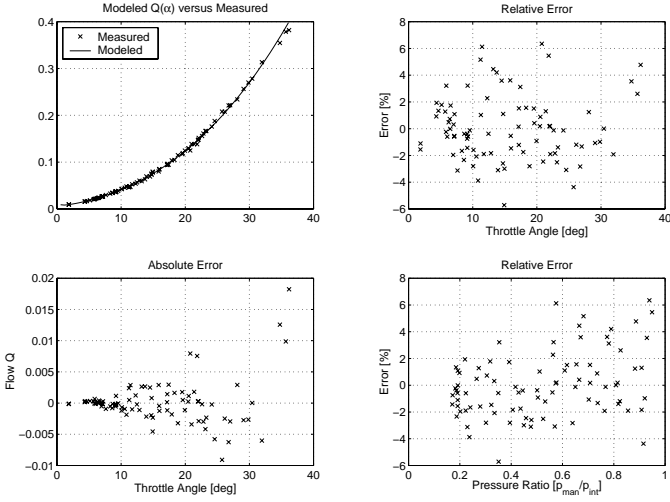 Modeled Q(α) versus Measured
0.4
0.3
0.2
0.1
0
Measured
Modeled
0 10 20 30 40
Relative Error
Error [%]
8
6
4
2
0
−2
−4
−6
0 10 20 30 40
Throttle Angle [deg]
Absolute Error
Flow Q
0.02
0.015
0.01
0.005
0
−0.005
−0.01
0 10 20 30 40
Throttle Angle [deg]
Relative Error
Error [%]
8
6
4
2
0
−2
−4
−6
0 0.2 0.4 0.6 0.8 1
Pressure Ratio [p_man/p_int]